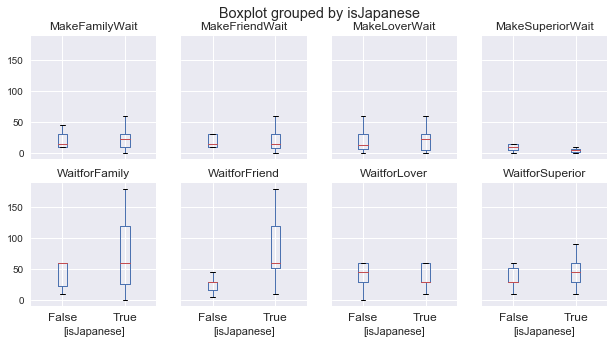 Boxplot grouped by isJapanese
MakeFamilyWait MakeFriendWait MakeLoverWait MakeSuperiorWait
150
100
50
0
WaitforFamily WaitforFriend WaitforLover WaitforSuperior
150
100
50
0
False True False True False True False True
[isJapanese] [isJapanese] [isJapanese] [isJapanese]